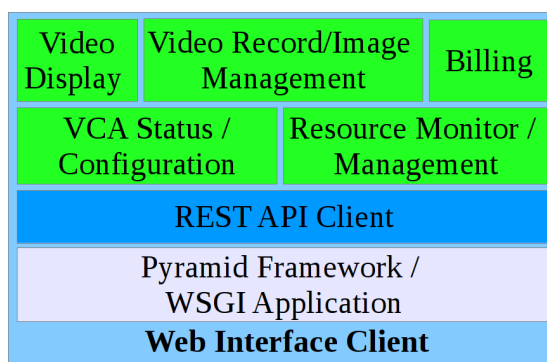 Video
Display
Video Record/Image
Management
Billing
VCA Status /
Configuration
Resource Monitor /
Management
REST API Client
Pyramid Framework /
WSGI Application
Web Interface Client